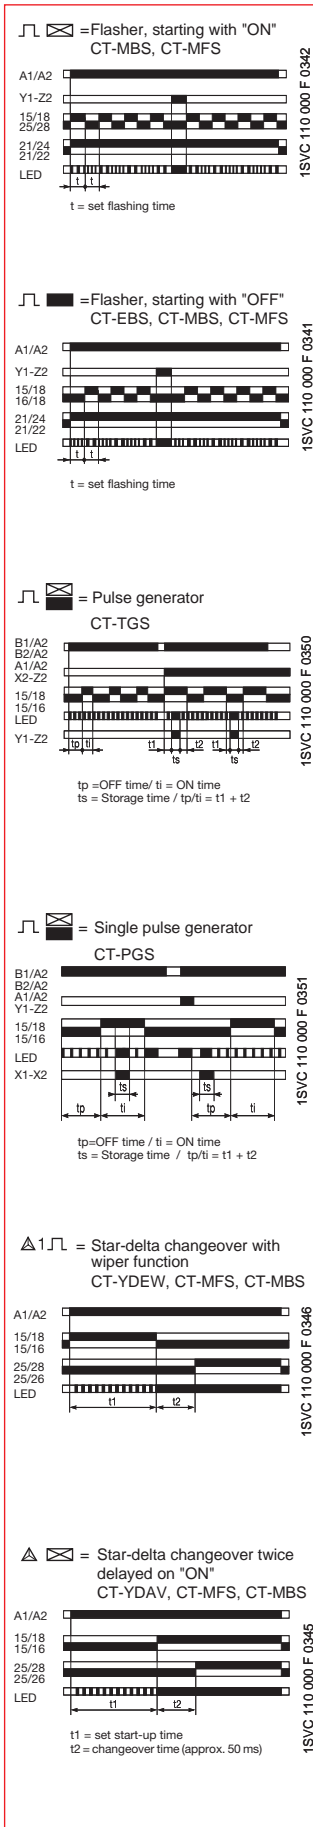 =Flasher, starting with "ON"
CT-MBS, CT-MFS
A1/A2
Y1-Z2
15/18
25/28
21/24
21/22
LED
t t
t = set flashing time
1SVC 110 000 F 0342
=Flasher, starting with "OFF"
CT-EBS, CT-MBS, CT-MFS
A1/A2
Y1-Z2
15/18
16/18
21/24
21/22
LED
t t
t = set flashing time
1SVC 110 000 F 0341
= Pulse generator
CT-TGS
B1/A2
B2/A2
A1/A2
X2-Z2
15/18
15/16
LED
Y1-Z2
tp ti t1 t2 t1 t2
ts ts
tp =OFF time/ ti = ON time
ts = Storage time / tp/ti = t1 + t2
1SVC 110 000 F 0350
= Single pulse generator
CT-PGS
B1/A2
B2/A2
A1/A2
Y1-Z2
15/18
15/16
LED
X1-X2
ts ts
tp ti tp ti
tp=OFF time / ti = ON time
ts = Storage time / tp/ti = t1 + t2
1SVC 110 000 F 0351
1 = Star-delta changeover with
wiper function
CT-YDEW, CT-MFS, CT-MBS
A1/A2
15/18
15/16
25/28
25/26
LED
t1 t2
1SVC 110 000 F 0346
= Star-delta changeover twice
delayed on "ON"
CT-YDAV, CT-MFS, CT-MBS
A1/A2
15/18
15/16
25/28
25/26
LED
t1 t2
t1 = set start-up time
t2 = changeover time (approx. 50 ms)
1SVC 110 000 F 0345